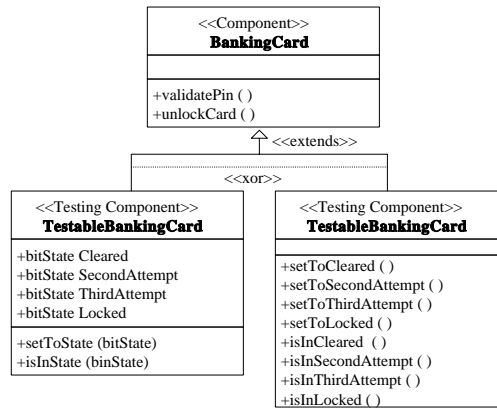 <<Component>>
BankingCard
+validatePin ( )
+unlockCard ( )
<<extends>>
<<xor>>
<<Testing Component>>
TestableBankingCard
+bitState Cleared
+bitState SecondAttempt
+bitState ThirdAttempt
+bitState Locked
+setToState (bitState)
+isInState (binState)
<<Testing Component>>
TestableBankingCard
+setToCleared ( )
+setToSecondAttempt ( )
+setToThirdAttempt ( )
+setToLocked ( )
+isInCleared ( )
+isInSecondAttempt ( )
+isInThirdAttempt ( )
+isInLocked ( )